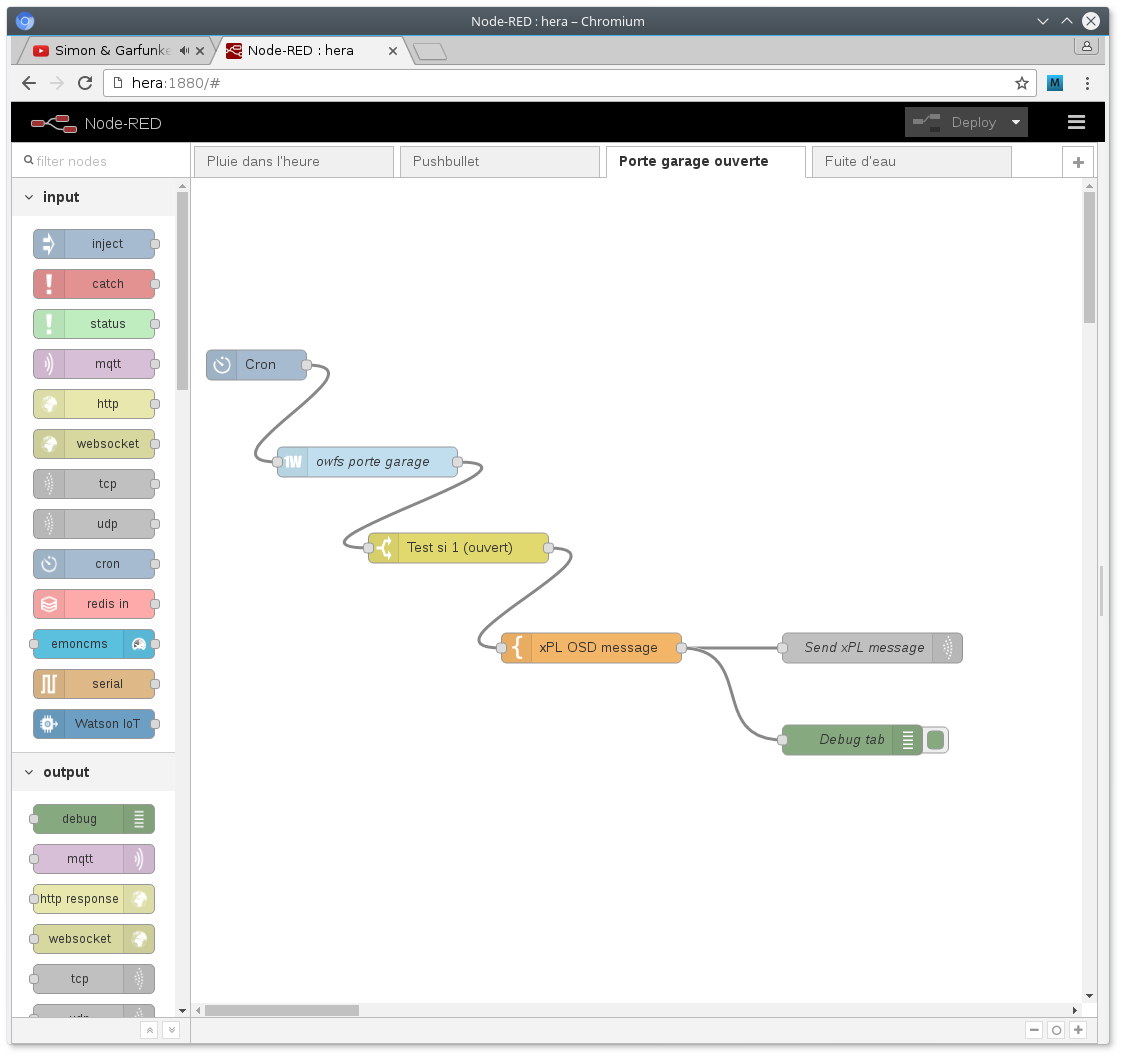 Node-RED : hera – Chromium
Simon & Garfunke
Node-RED : hera
hera:1880/#
M
Node-RED
Deploy
filter nodes
Pluie dans l'heure
Pushbullet
Porte garage ouverte
Fuite d'eau
input
inject
catch
status
mqtt
http
websocket
tcp
udp
cron
redis in
emoncms
serial
Watson IoT
output
debug
mqtt
http response
websocket
tcp
udp
Cron
1W owfs porte garage
Test si 1 (ouvert)
xPL OSD message
Send xPL message
Debug tab